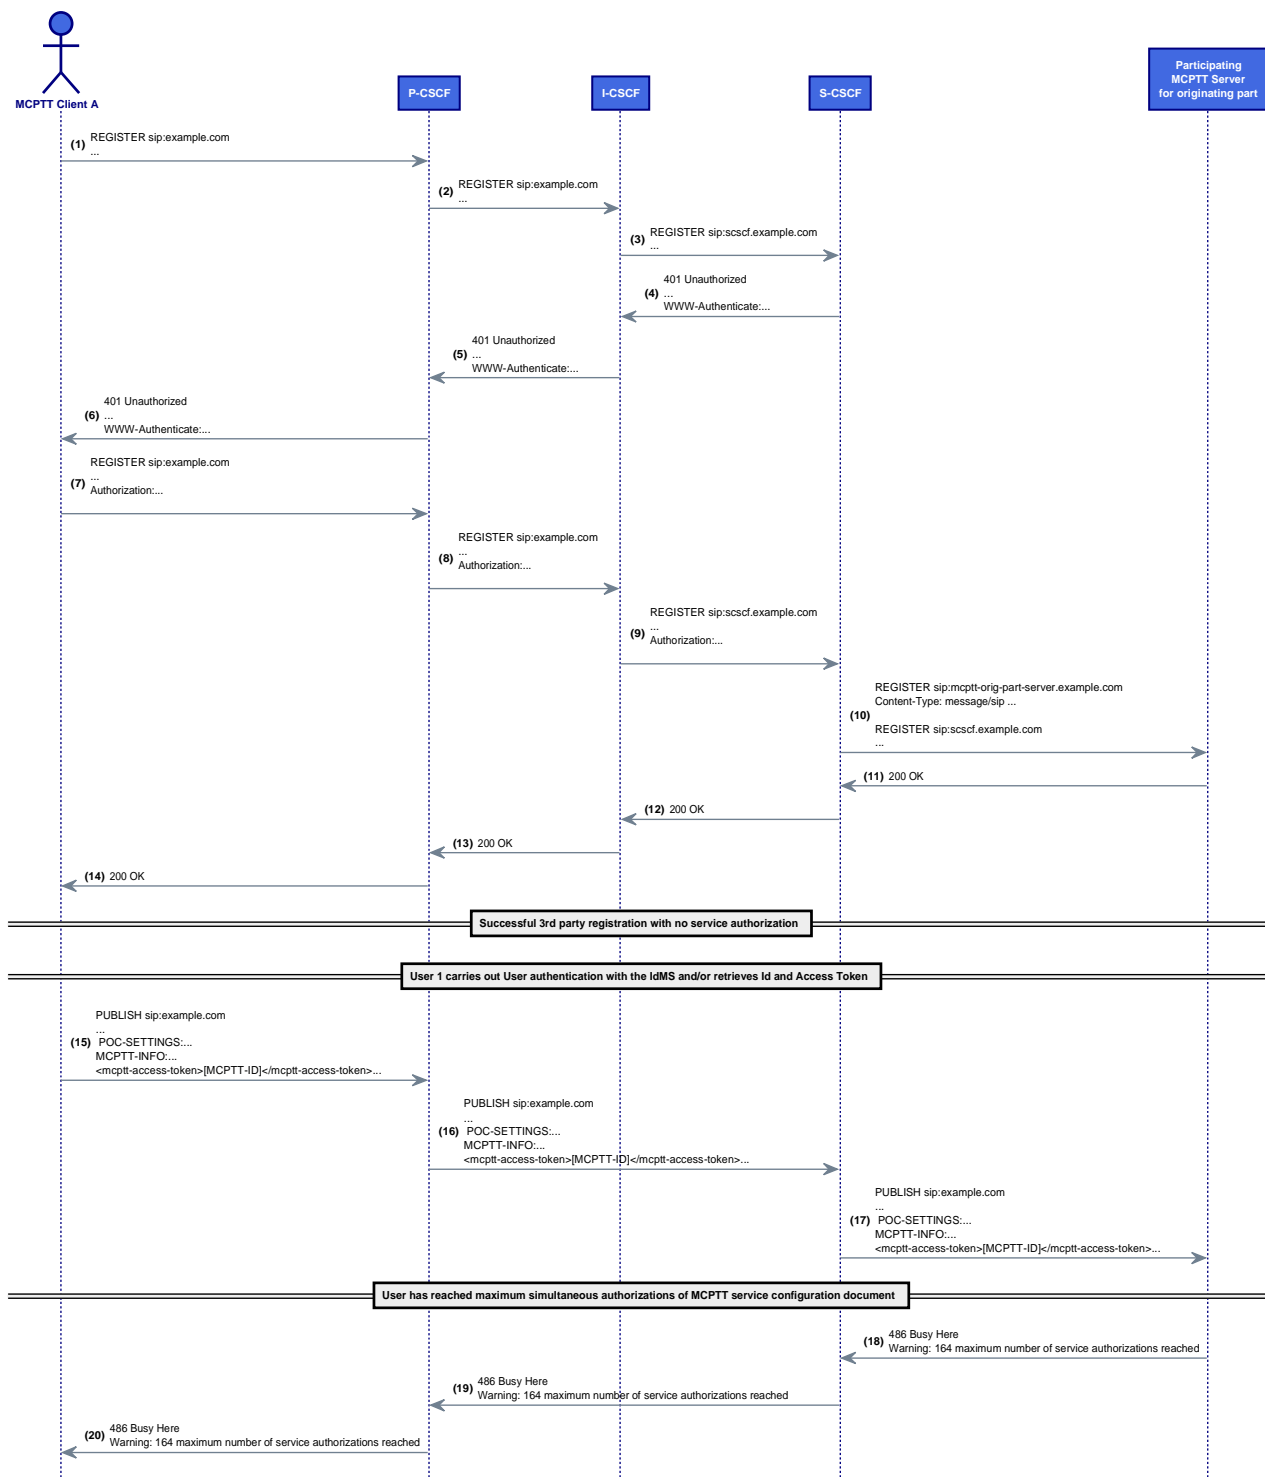 MCPTT Client A
P-CSCF
I-CSCF
S-CSCF
Participating
MCPTT Server
for originating part
(1) REGISTER sip:example.com
...
(2) REGISTER sip:example.com
...
(3) REGISTER sip:scscf.example.com
...
401 Unauthorized
(4) ...
WWW-Authenticate:...
401 Unauthorized
(5) ...
WWW-Authenticate:...
401 Unauthorized
(6) ...
WWW-Authenticate:...
REGISTER sip:example.com
...
(7) Authorization:...
REGISTER sip:example.com
...
(8) Authorization:...
REGISTER sip:scscf.example.com
...
(9) Authorization:...
REGISTER sip:mcptt-orig-part-server.example.com
Content-Type: message/sip ...
(10)
REGISTER sip:scscf.example.com
...
(11) 200 OK
(12) 200 OK
(13) 200 OK
(14) 200 OK
Successful 3rd party registration with no service authorization
User 1 carries out User authentication with the IdMS and/or retrieves Id and Access Token
PUBLISH sip:example.com
...
(15) POC-SETTINGS:...
MCPTT-INFO:...
<mcptt-access-token>[MCPTT-ID]</mcptt-access-token>...
PUBLISH sip:example.com
...
(16) POC-SETTINGS:...
MCPTT-INFO:...
<mcptt-access-token>[MCPTT-ID]</mcptt-access-token>...
PUBLISH sip:example.com
...
(17) POC-SETTINGS:...
MCPTT-INFO:...
<mcptt-access-token>[MCPTT-ID]</mcptt-access-token>...
User has reached maximum simultaneous authorizations of MCPTT service configuration document
(18) 486 Busy Here
Warning: 164 maximum number of service authorizations reached
(19) 486 Busy Here
Warning: 164 maximum number of service authorizations reached
(20) 486 Busy Here
Warning: 164 maximum number of service authorizations reached